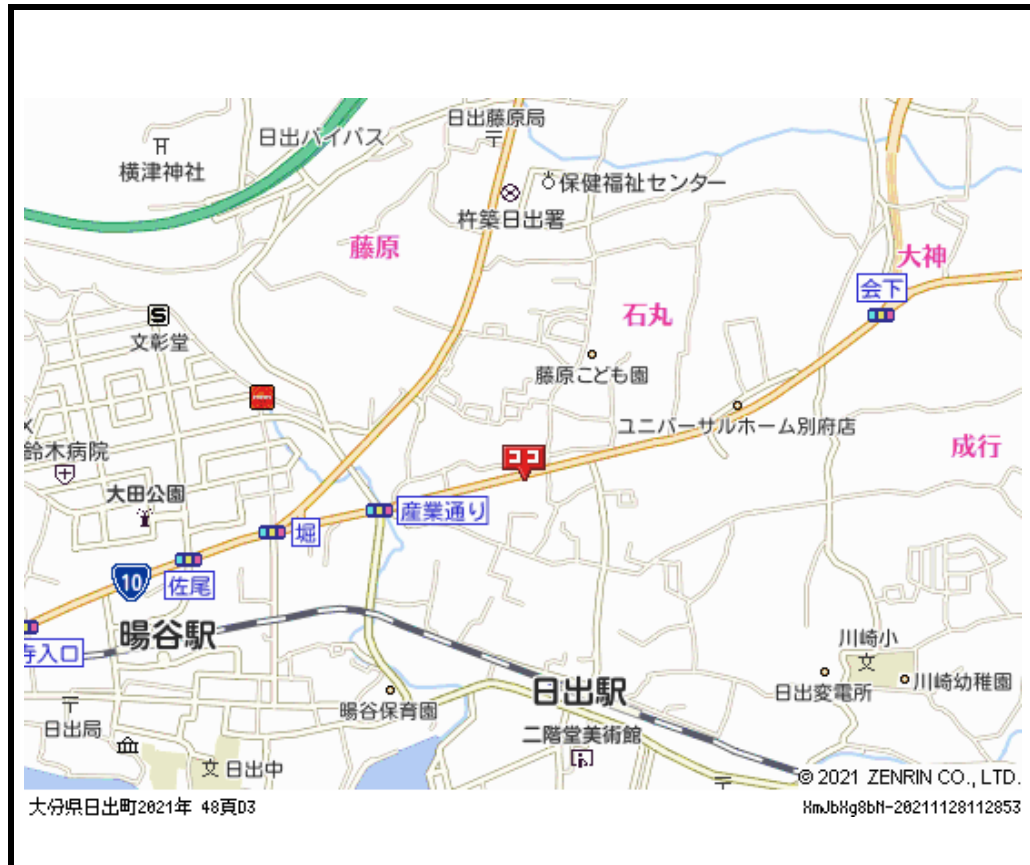 日出藤原局
日出バイパス
横津神社
保健福祉センター
杵築日出署
藤原
大神
会下
石丸
S
文彰堂
藤原こども園
ユニバーサルホーム別府店
成行
鈴木病院
ココ
大田公園
産業通り
堀
10
佐尾
暘谷駅
寺入口
川崎小
日出駅
日出変電所
川崎幼稚園
暘谷保育園
日出局
二階堂美術館
文 日出中
© 2021 ZENRIN CO., LTD.
大分県日出町2021年 48頁D3
XmJbXg8bN-20211128112853